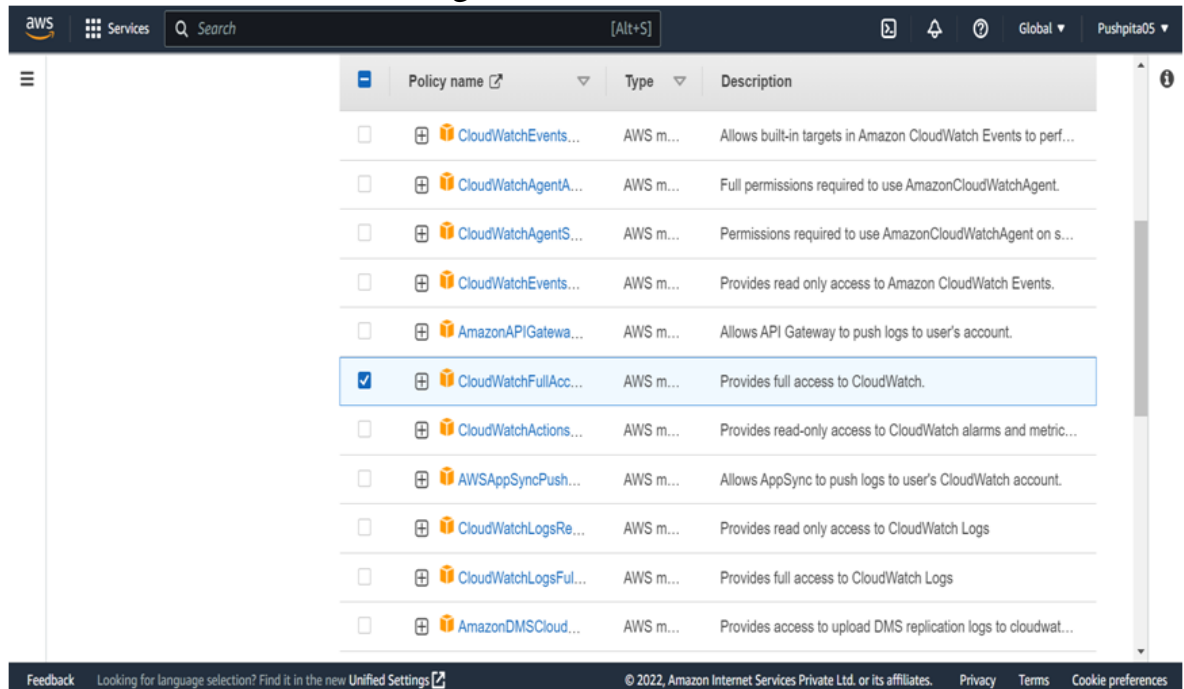 aws Services Search [Alt+S] Global ▼ Pushpita05 ▼
Policy name Type Description
CloudWatchEvents... AWS m... Allows built-in targets in Amazon CloudWatch Events to perf...
CloudWatchAgentA... AWS m... Full permissions required to use AmazonCloudWatchAgent.
CloudWatchAgentS... AWS m... Permissions required to use AmazonCloudWatchAgent on s...
CloudWatchEvents... AWS m... Provides read only access to Amazon CloudWatch Events.
AmazonAPIGatewa... AWS m... Allows API Gateway to push logs to user's account.
CloudWatchFullAcc... AWS m... Provides full access to CloudWatch.
CloudWatchActions... AWS m... Provides read-only access to CloudWatch alarms and metric...
AWSAppSyncPush... AWS m... Allows AppSync to push logs to user's CloudWatch account.
CloudWatchLogsRe... AWS m... Provides read only access to CloudWatch Logs
CloudWatchLogsFul... AWS m... Provides full access to CloudWatch Logs
AmazonDMSCloud... AWS m... Provides access to upload DMS replication logs to cloudwat...
Feedback Looking for language selection? Find it in the new Unified Settings © 2022, Amazon Internet Services Private Ltd. or its affiliates. Privacy Terms Cookie preferences